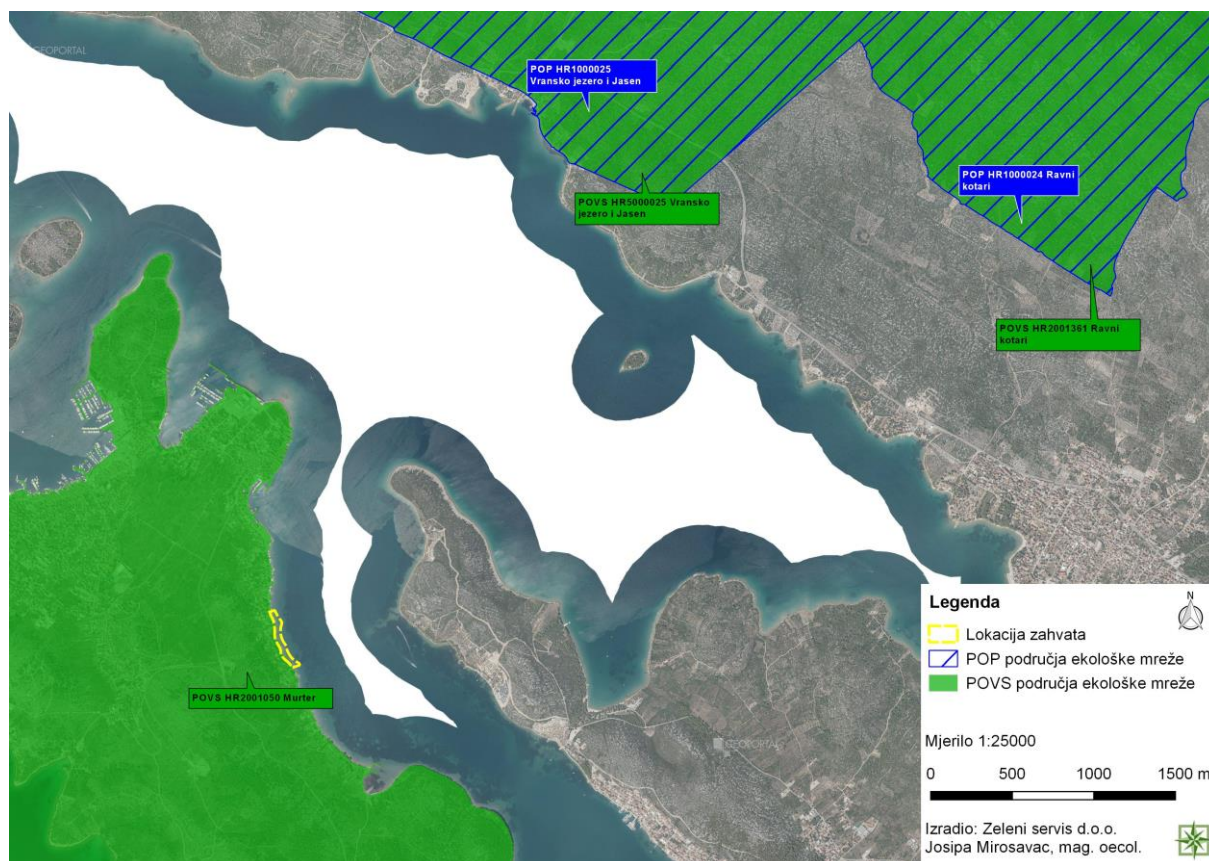 GEOPORTAL
POP HR1000025
Vransko jezero i Jasen
POP HR1000024 Ravni
kotari
POVS HR5000025 Vransko
jezero i Jasen
POVS HR2001361 Ravni
kotari
POVS HR2001050 Murter
GEOPORTAL
Legenda
N
Lokacija zahvata
POP područja ekološke mreže
POVS područja ekološke mreže
Mjerilo 1:25000
0 500 1000 1500 m
Izradio: Zeleni servis d.o.o.
Josipa Mirosavac, mag. oecol.